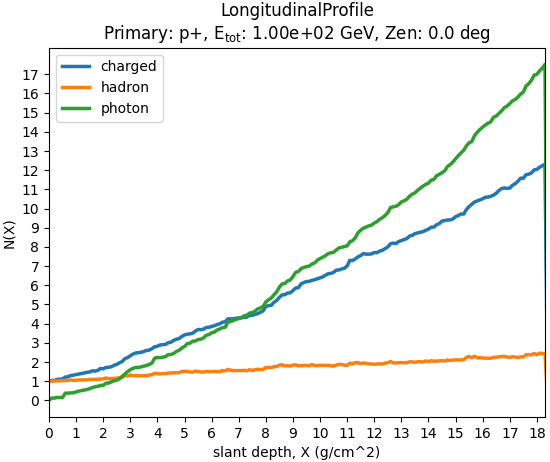 LongitudinalProfile
Primary: p+, E_tot: 1.00e+02 GeV, Zen: 0.0 deg
charged
hadron
photon
17
16
15
14
13
12
11
10
9
8
7
6
5
4
3
2
1
0
N(X)
0 1 2 3 4 5 6 7 8 9 10 11 12 13 14 15 16 17 18
slant depth, X (g/cm^2)